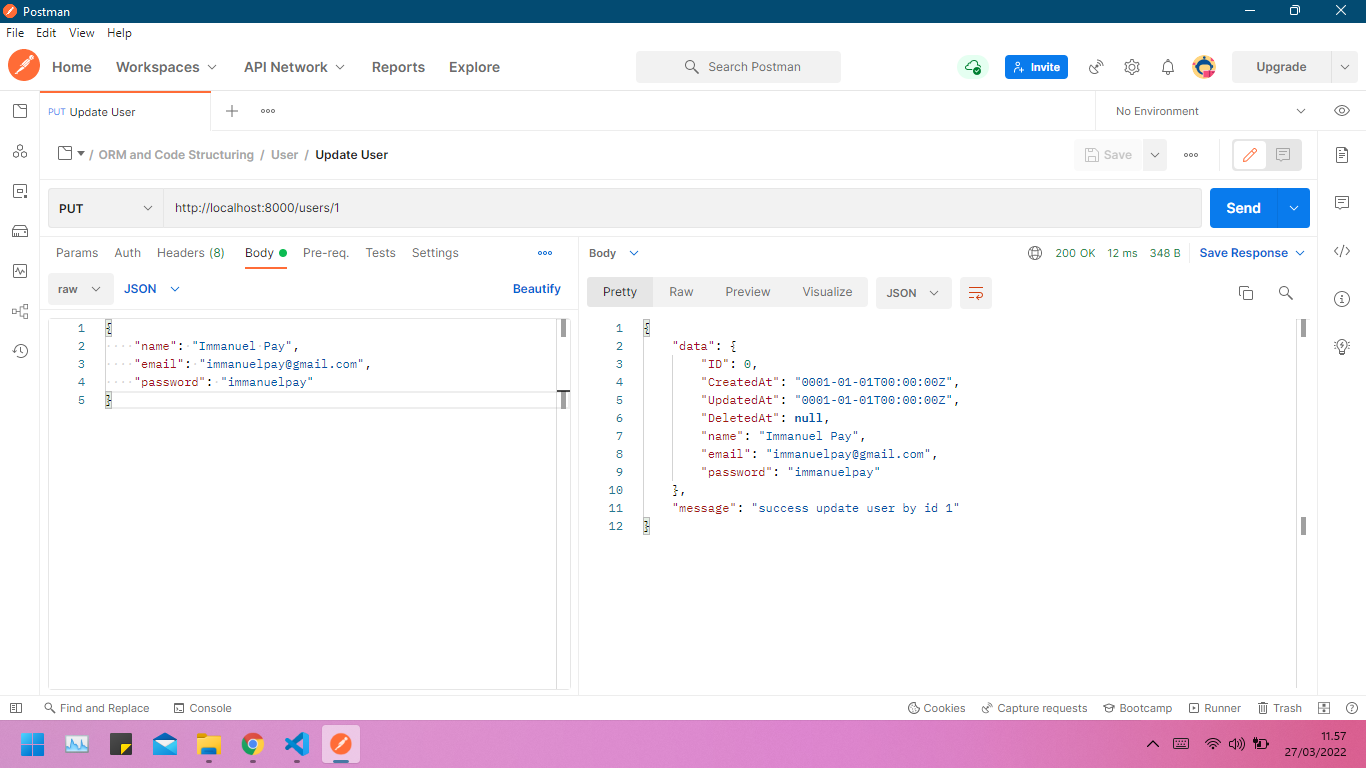 Postman
File Edit View Help
Home Workspaces API Network Reports Explore Search Postman Invite Upgrade
PUT Update User No Environment
/ ORM and Code Structuring / User / Update User Save
PUT http://localhost:8000/users/1 Send
Params Auth Headers (8) Body Pre-req. Tests Settings
raw JSON Beautify
1 {
2 "name": "Immanuel Pay",
3 "email": "immanuelpay@gmail.com",
4 "password": "immanuelpay"
5 }
Body 200 OK 12 ms 348 B Save Response
Pretty Raw Preview Visualize JSON
1 {
2 "data": {
3 "ID": 0,
4 "CreatedAt": "0001-01-01T00:00:00Z",
5 "UpdatedAt": "0001-01-01T00:00:00Z",
6 "DeletedAt": null,
7 "name": "Immanuel Pay",
8 "email": "immanuelpay@gmail.com",
9 "password": "immanuelpay"
10 },
11 "message": "success update user by id 1"
12 }
Find and Replace Console Cookies Capture requests Bootcamp Runner Trash
11.57
27/03/2022